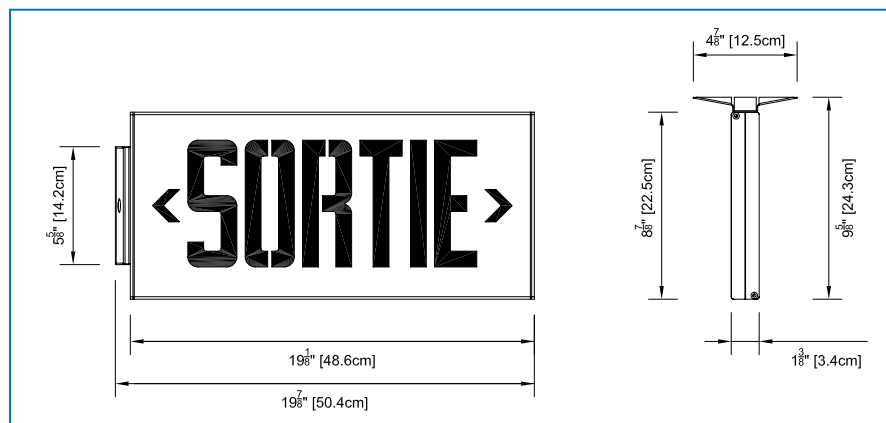 4⅞" [12.5cm]
‹ SORTIE ›
5⅝" [14.2cm]
8⅞" [22.5cm]
9⅝" [24.3cm]
19⅛" [48.6cm]
1⅜" [3.4cm]
19⅞" [50.4cm]